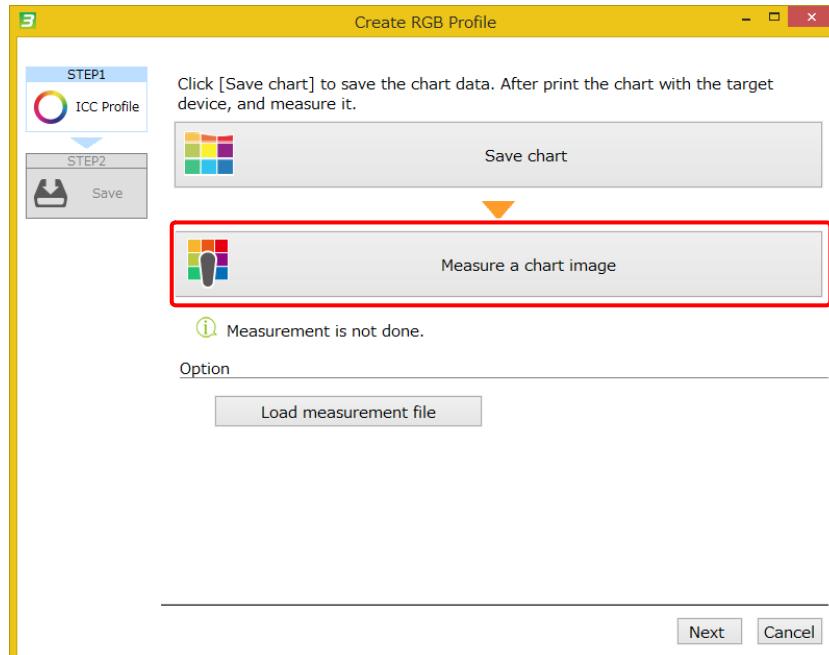 Create RGB Profile
STEP1
ICC Profile
STEP2
Save
Click [Save chart] to save the chart data. After print the chart with the target
device, and measure it.
Save chart
Measure a chart image
Measurement is not done.
Option
Load measurement file
Next
Cancel